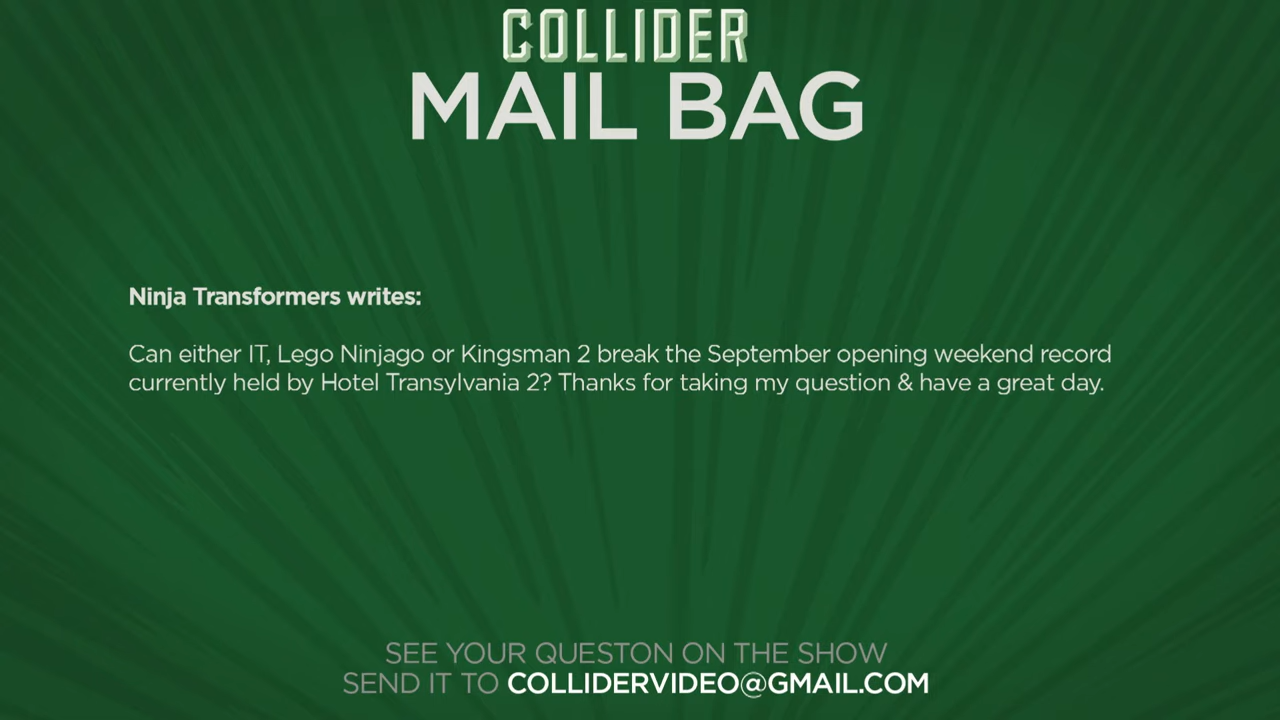 COLLIDER
MAIL BAG
Ninja Transformers writes:
Can either IT, Lego Ninjago or Kingsman 2 break the September opening weekend record
currently held by Hotel Transylvania 2? Thanks for taking my question & have a great day.
SEE YOUR QUESTON ON THE SHOW
SEND IT TO COLLIDERVIDEO@GMAIL.COM